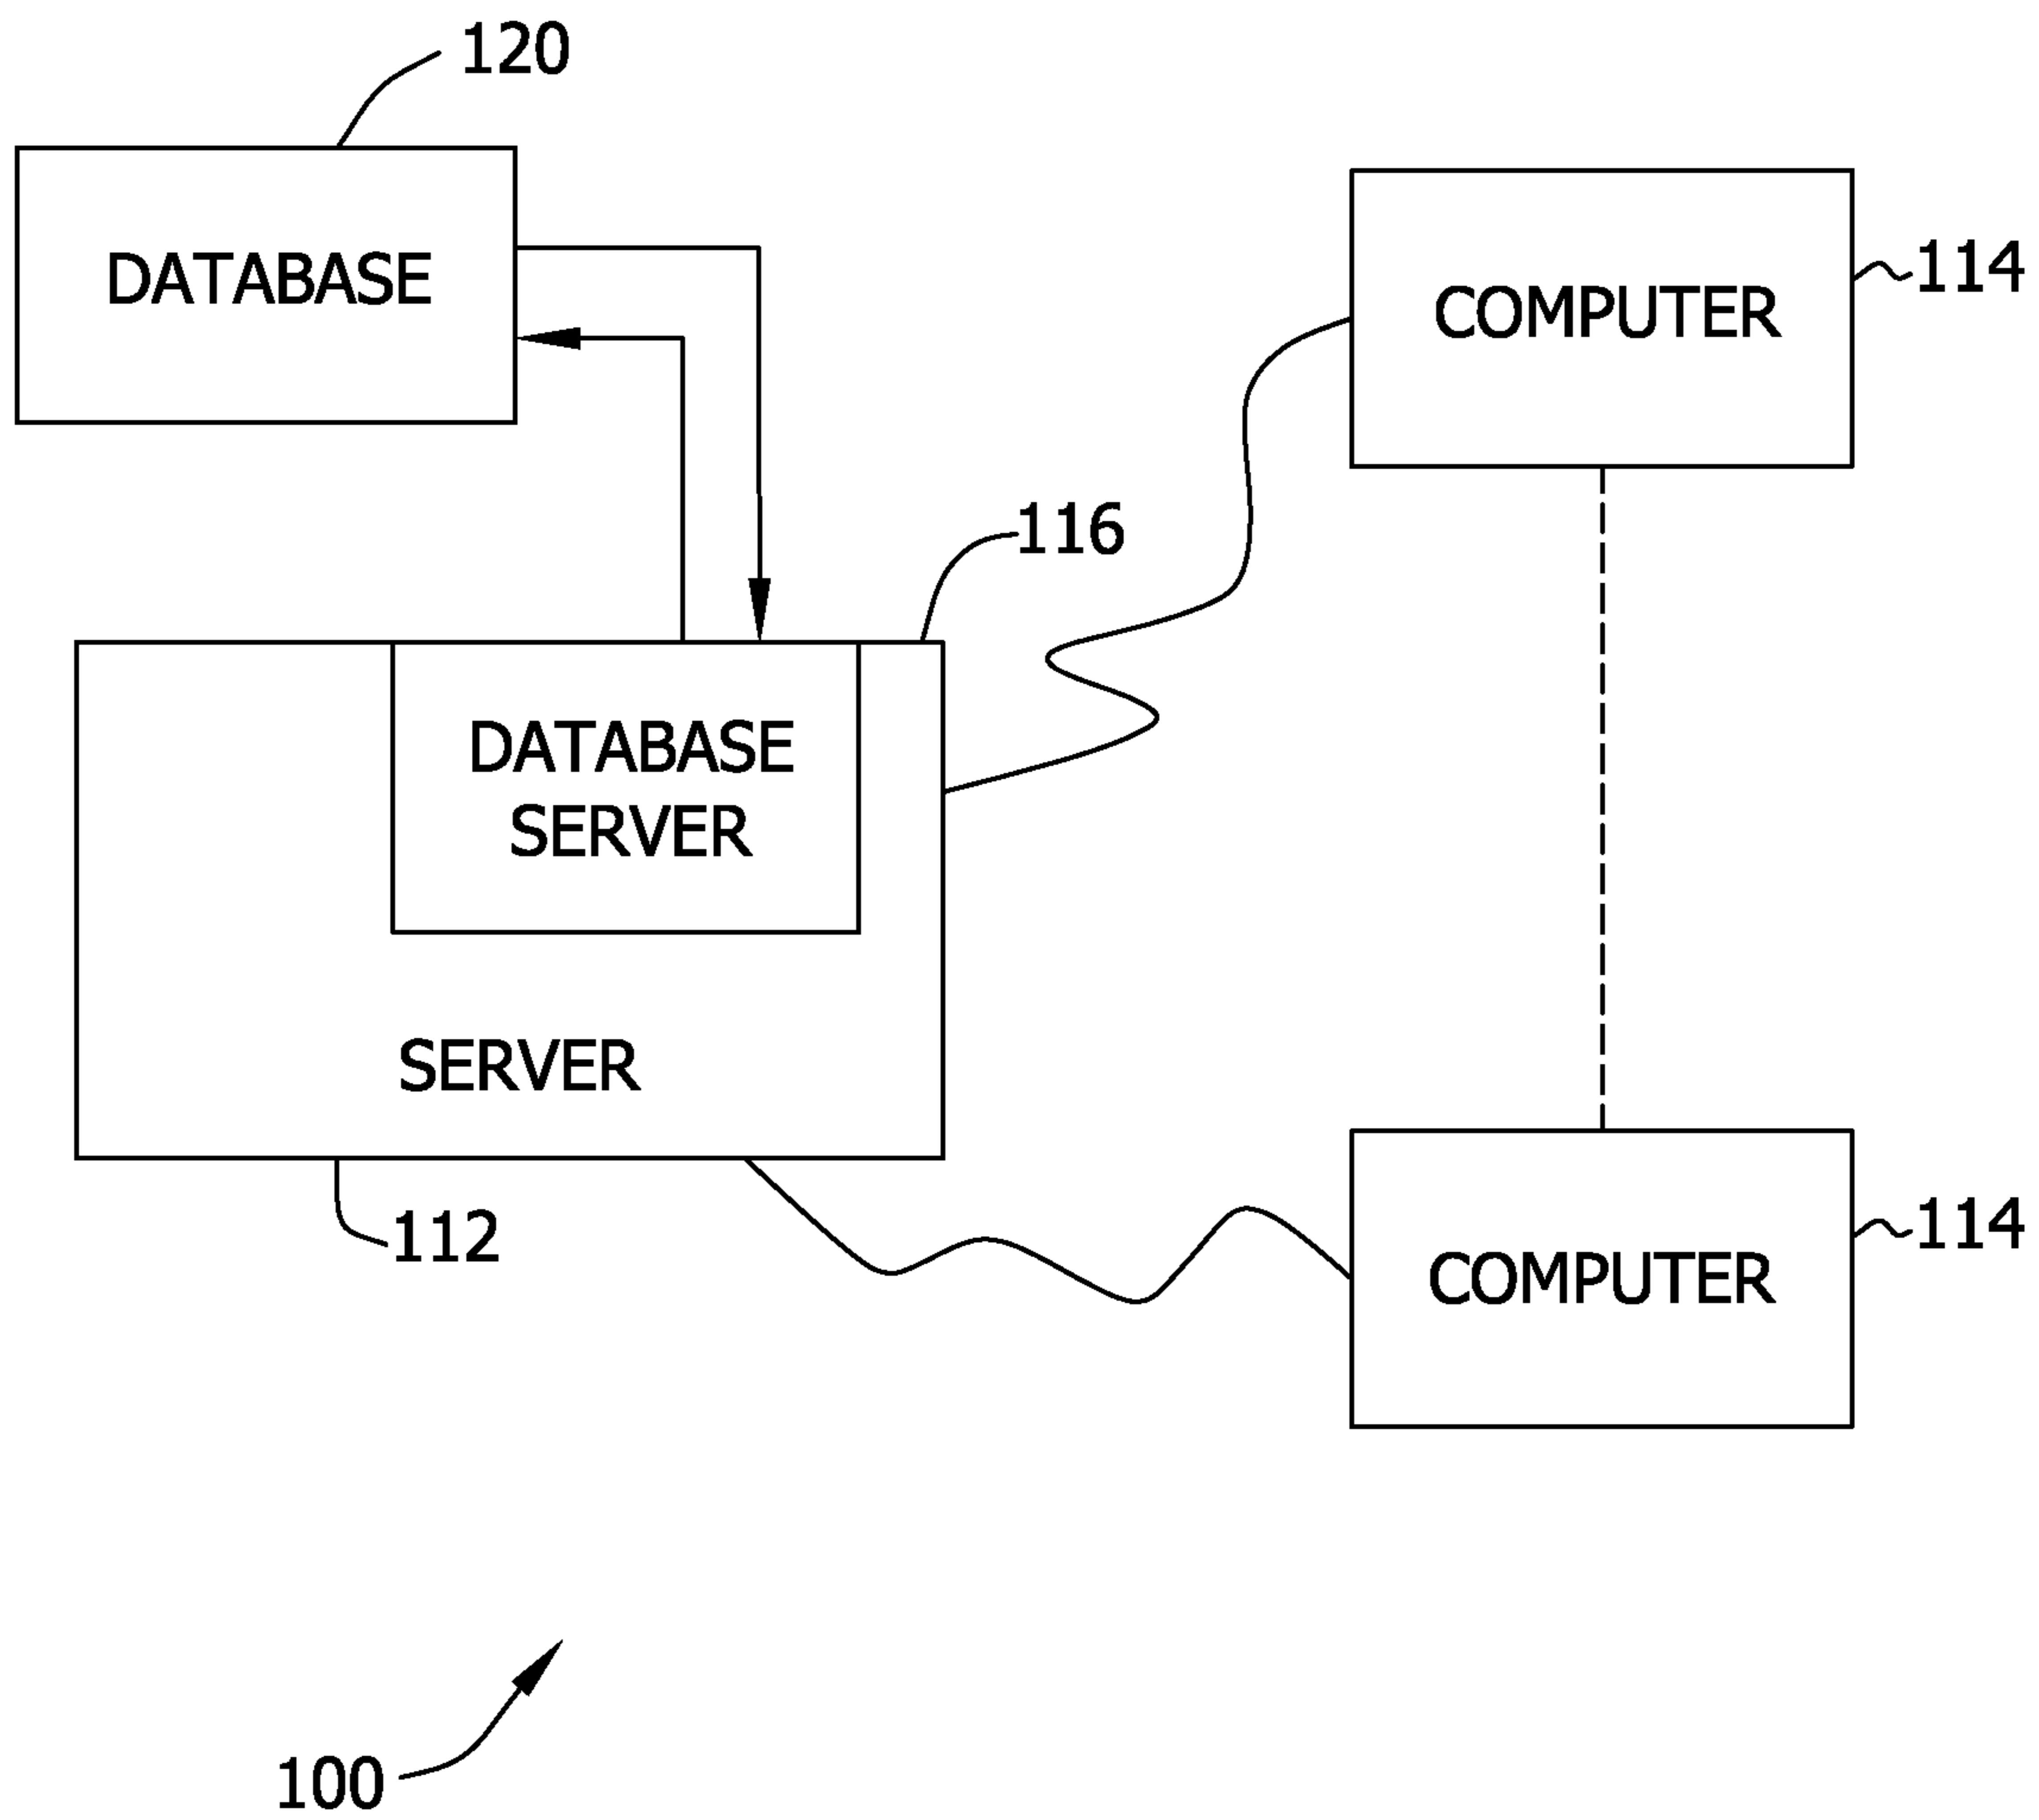 120
DATABASE
COMPUTER
114
116
DATABASE
SERVER
SERVER
112
COMPUTER
114
100